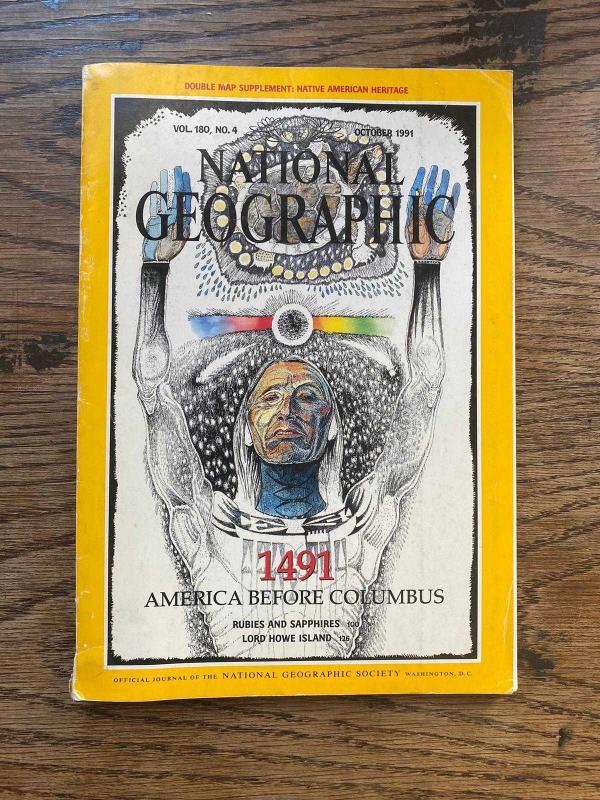 DOUBLE MAP SUPPLEMENT: NATIVE AMERICAN HERITAGE
VOL. 180, NO. 4 OCTOBER 1991
NATIONAL
GEOGRAPHIC
1491
AMERICA BEFORE COLUMBUS
RUBIES AND SAPPHIRES 100
LORD HOWE ISLAND 126
OFFICIAL JOURNAL OF THE NATIONAL GEOGRAPHIC SOCIETY WASHINGTON, D.C.